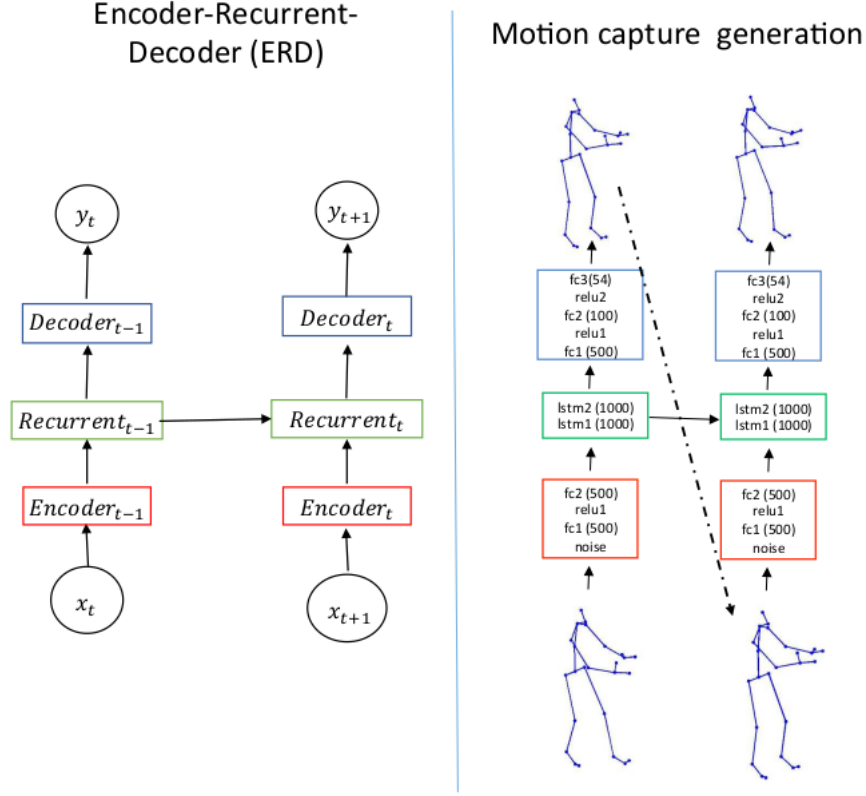 Encoder-Recurrent-
Decoder (ERD)
y_t
y_{t+1}
Decoder_{t−1}
Decoder_t
Recurrent_{t−1}
Recurrent_t
Encoder_{t−1}
Encoder_t
x_t
x_{t+1}
Motion capture generation
fc3(54)
relu2
fc2 (100)
relu1
fc1 (500)
fc3(54)
relu2
fc2 (100)
relu1
fc1 (500)
lstm2 (1000)
lstm1 (1000)
lstm2 (1000)
lstm1 (1000)
fc2 (500)
relu1
fc1 (500)
noise
fc2 (500)
relu1
fc1 (500)
noise